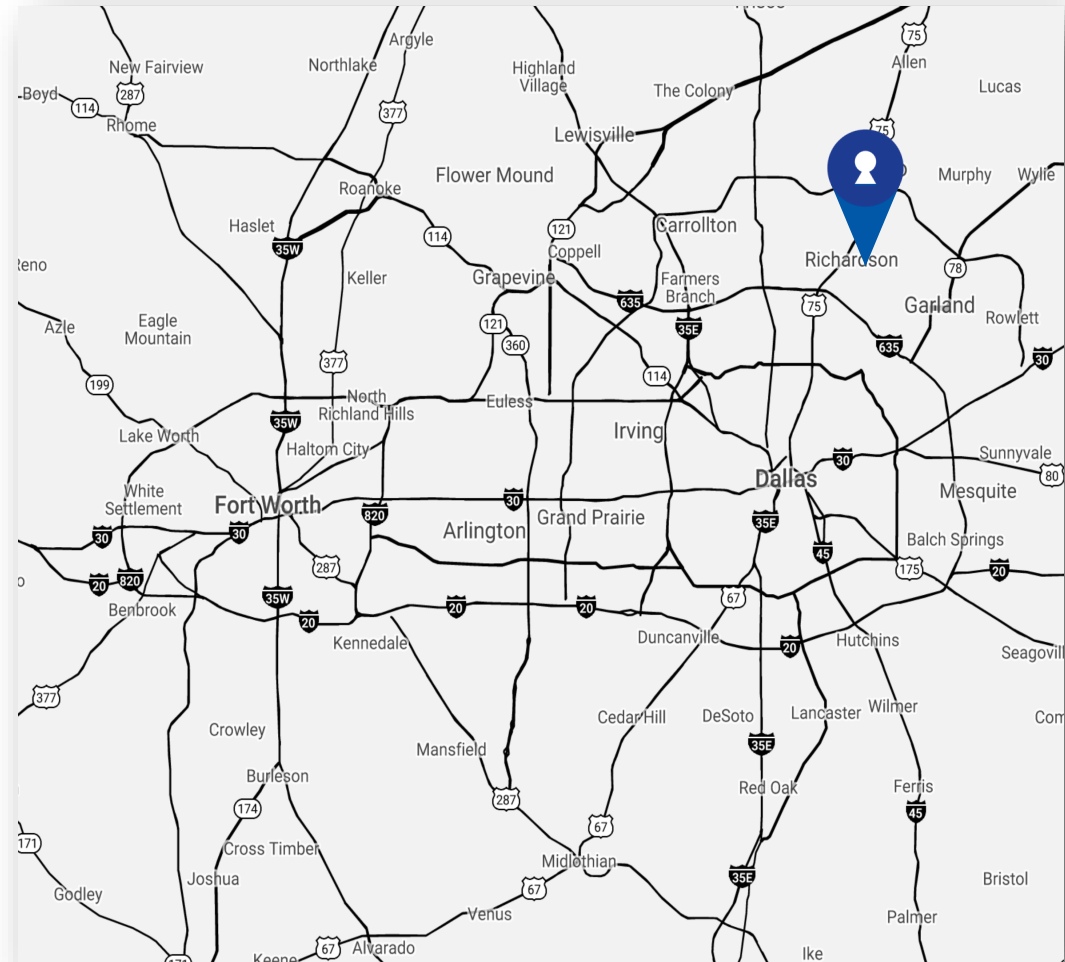 Argyle
75
New Fairview
Northlake
Highland
Village
Allen
Boyd
114
287
377
The Colony
Lucas
Rhome
Lewisville
75
Roanoke
Flower Mound
Murphy
Wylie
Haslet
35W
114
121
Carrollton
Coppell
Richardson
78
Keller
Grapevine
Farmers
Branch
635
75
Garland
Azle
Eagle
Mountain
121
35E
Rowlett
360
635
30
377
199
114
North
Richland Hills
Euless
35W
Lake Worth
Haltom City
Irving
30
Sunnyvale
80
Dallas
White
Settlement
Fort Worth
30
Mesquite
820
Arlington
Grand Prairie
35E
30
30
45
Balch Springs
287
175
20
20
820
35W
67
Benbrook
20
20
20
Kennedale
Duncanville
20
Hutchins
377
Crowley
Cedar Hill
DeSoto
Lancaster
Wilmer
Mansfield
35E
Burleson
Red Oak
Ferris
174
287
45
67
171
Cross Timber
Midlothian
Joshua
35E
Godley
67
Bristol
Venus
Palmer
67
Alvarado
Keene
Ike